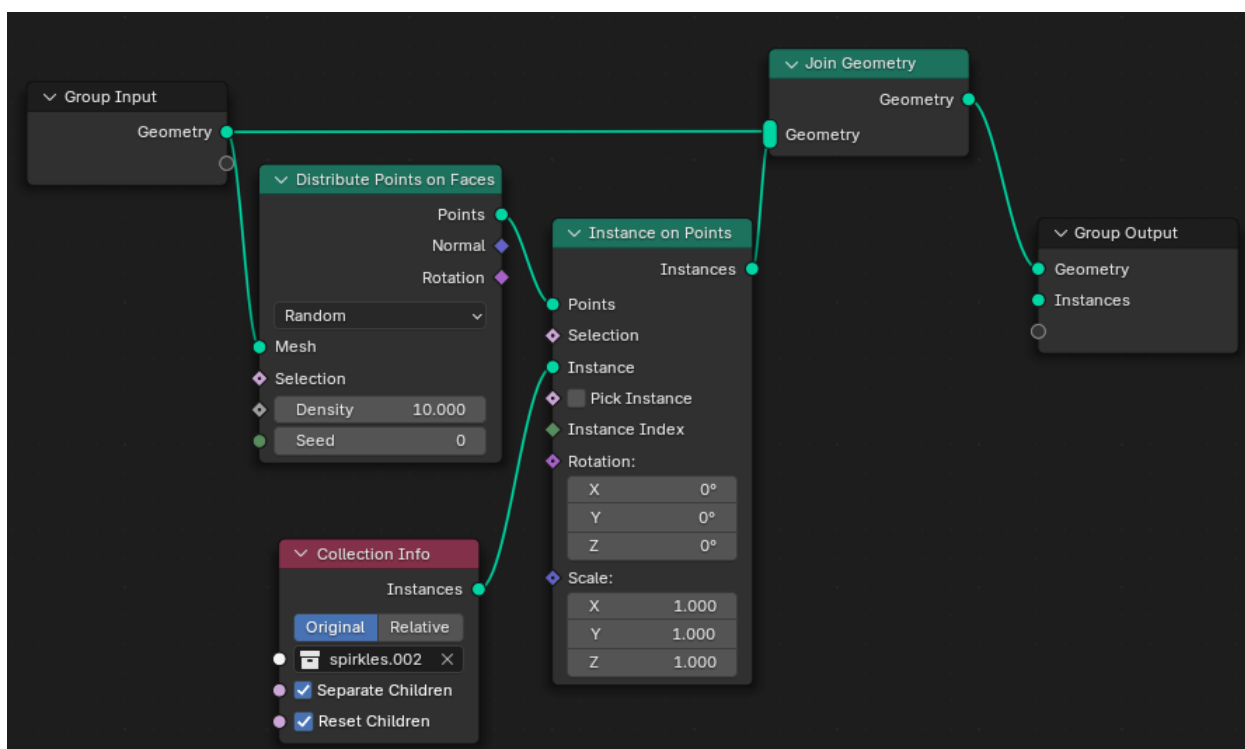 Group Input
Geometry
Distribute Points on Faces
Points
Normal
Rotation
Random
Mesh
Selection
Density 10.000
Seed 0
Collection Info
Instances
Original Relative
spirkles.002
Separate Children
Reset Children
Instance on Points
Instances
Points
Selection
Instance
Pick Instance
Instance Index
Rotation:
X 0°
Y 0°
Z 0°
Scale:
X 1.000
Y 1.000
Z 1.000
Join Geometry
Geometry
Geometry
Group Output
Geometry
Instances